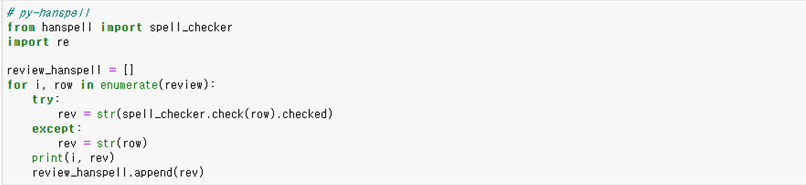 # py-hanspell
from hanspell import spell_checker
import re

review_hanspell = []
for i, row in enumerate(review):
    try:
        rev = str(spell_checker.check(row).checked)
    except:
        rev = str(row)
    print(i, rev)
    review_hanspell.append(rev)